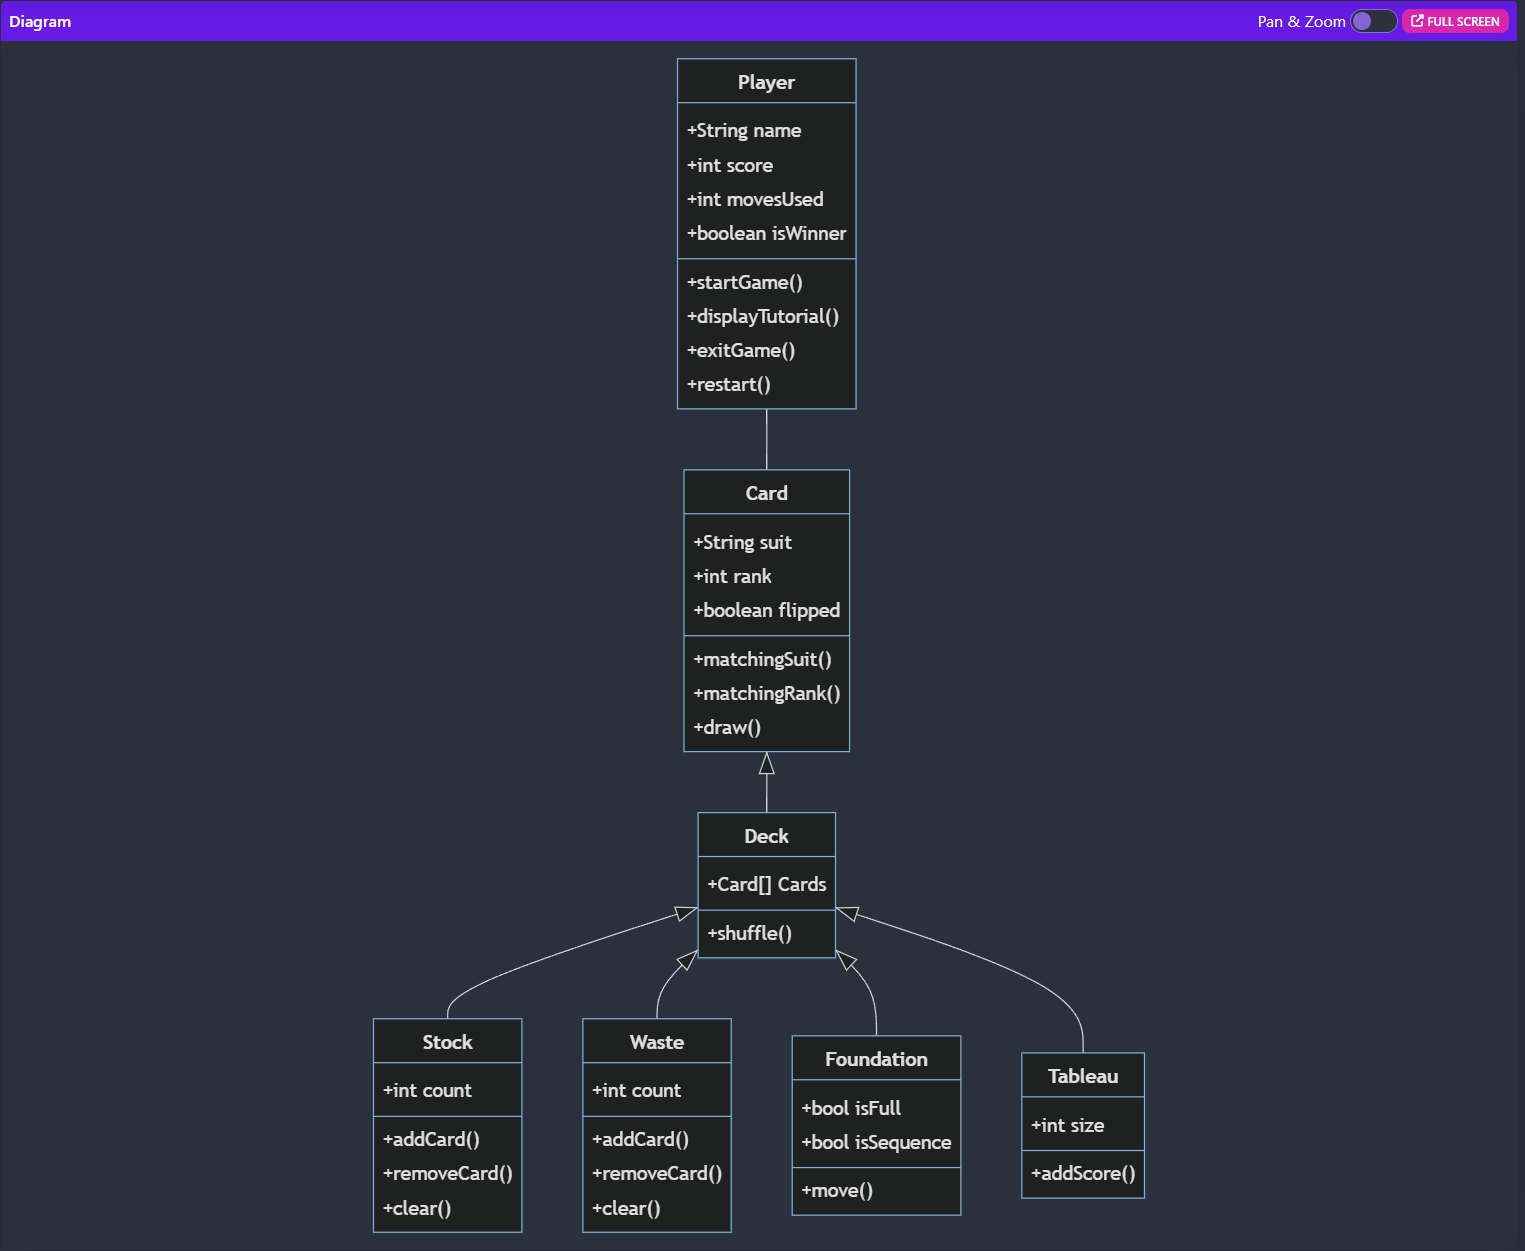 Diagram
Pan & Zoom
FULL SCREEN
Player
+String name
+int score
+int movesUsed
+boolean isWinner
+startGame()
+displayTutorial()
+exitGame()
+restart()
Card
+String suit
+int rank
+boolean flipped
+matchingSuit()
+matchingRank()
+draw()
Deck
+Card[] Cards
+shuffle()
Stock
+int count
+addCard()
+removeCard()
+clear()
Waste
+int count
+addCard()
+removeCard()
+clear()
Foundation
+bool isFull
+bool isSequence
+move()
Tableau
+int size
+addScore()